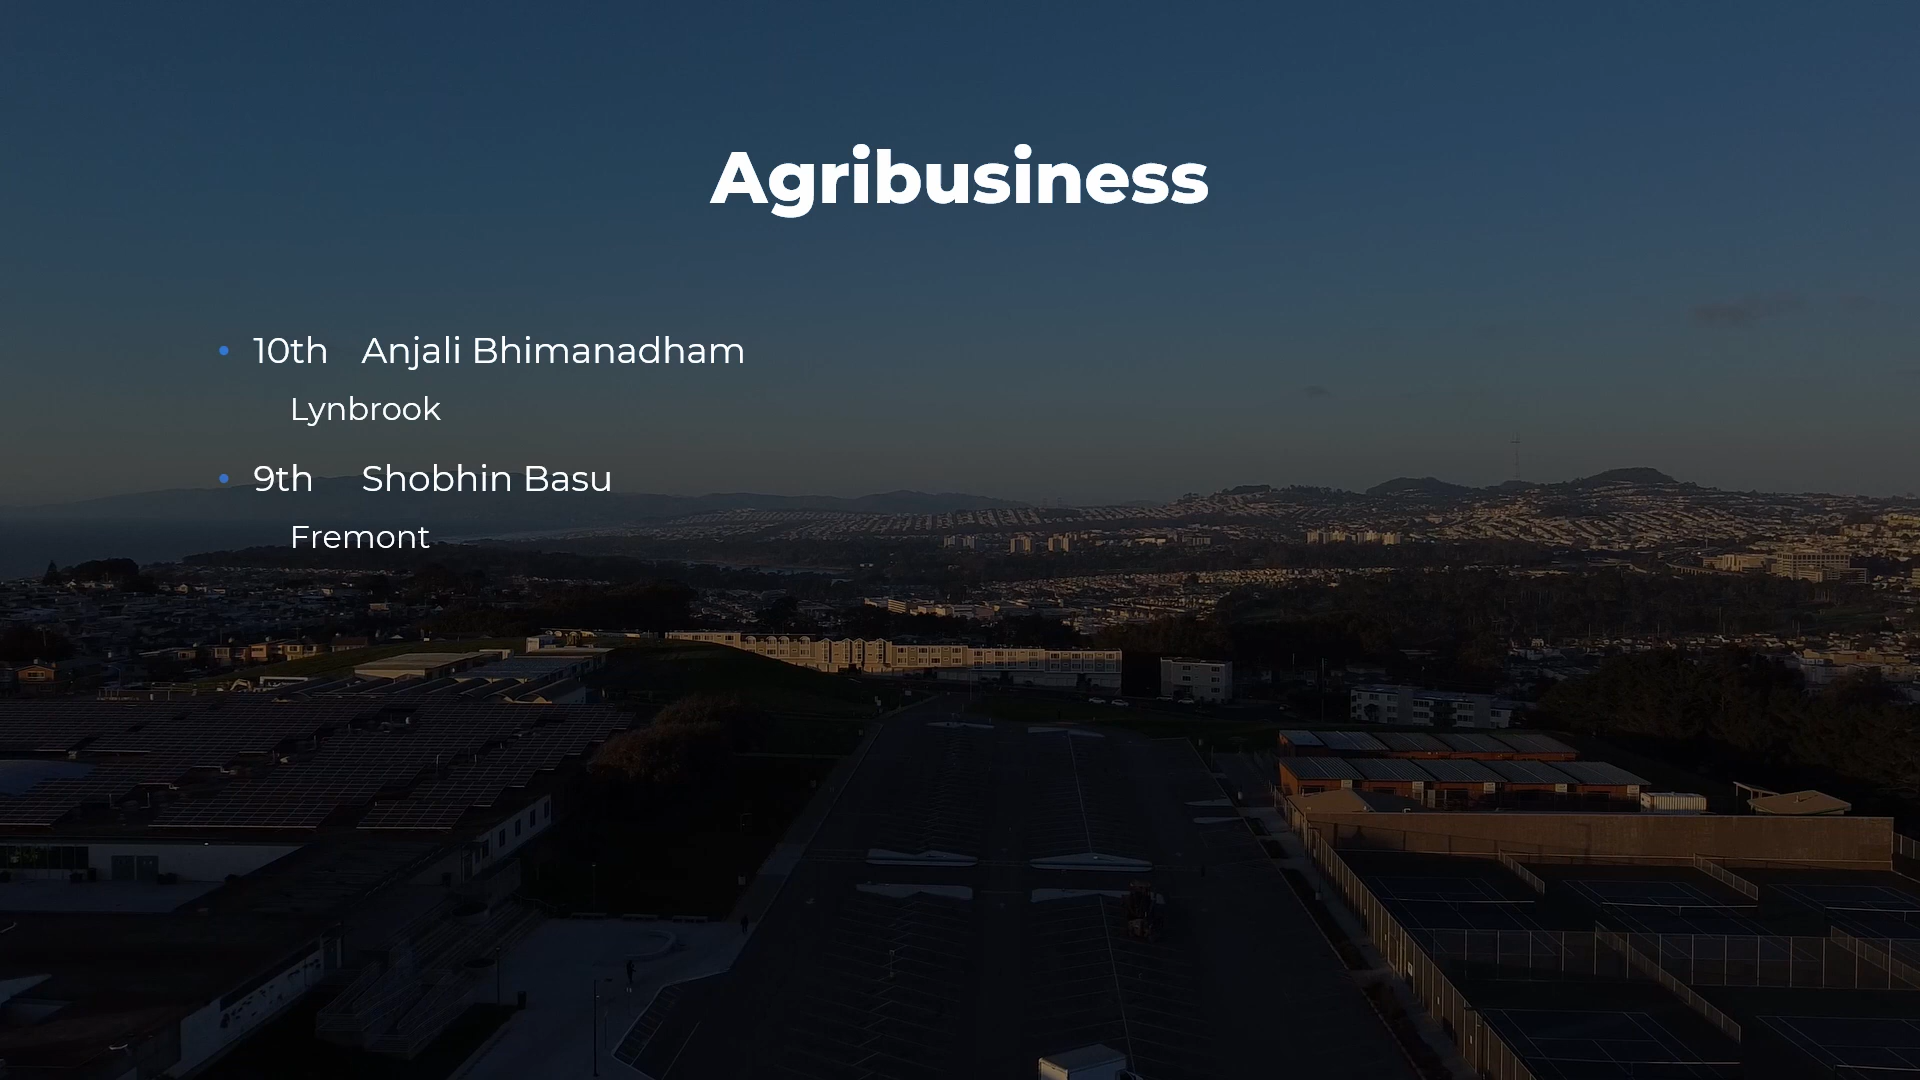 Agribusiness
10th Anjali Bhimanadham
Lynbrook
9th Shobhin Basu
Fremont